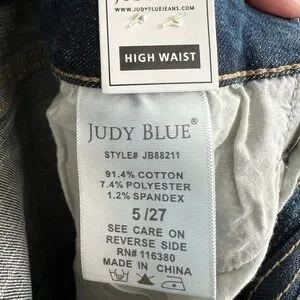 WWW.JUDYBLUEJEANS.COM
HIGH WAIST
JUDY BLUE®
STYLE# JB88211
91.4% COTTON
7.4% POLYESTER
1.2% SPANDEX
5/27
SEE CARE ON
REVERSE SIDE
RN# 116380
MADE IN CHINA